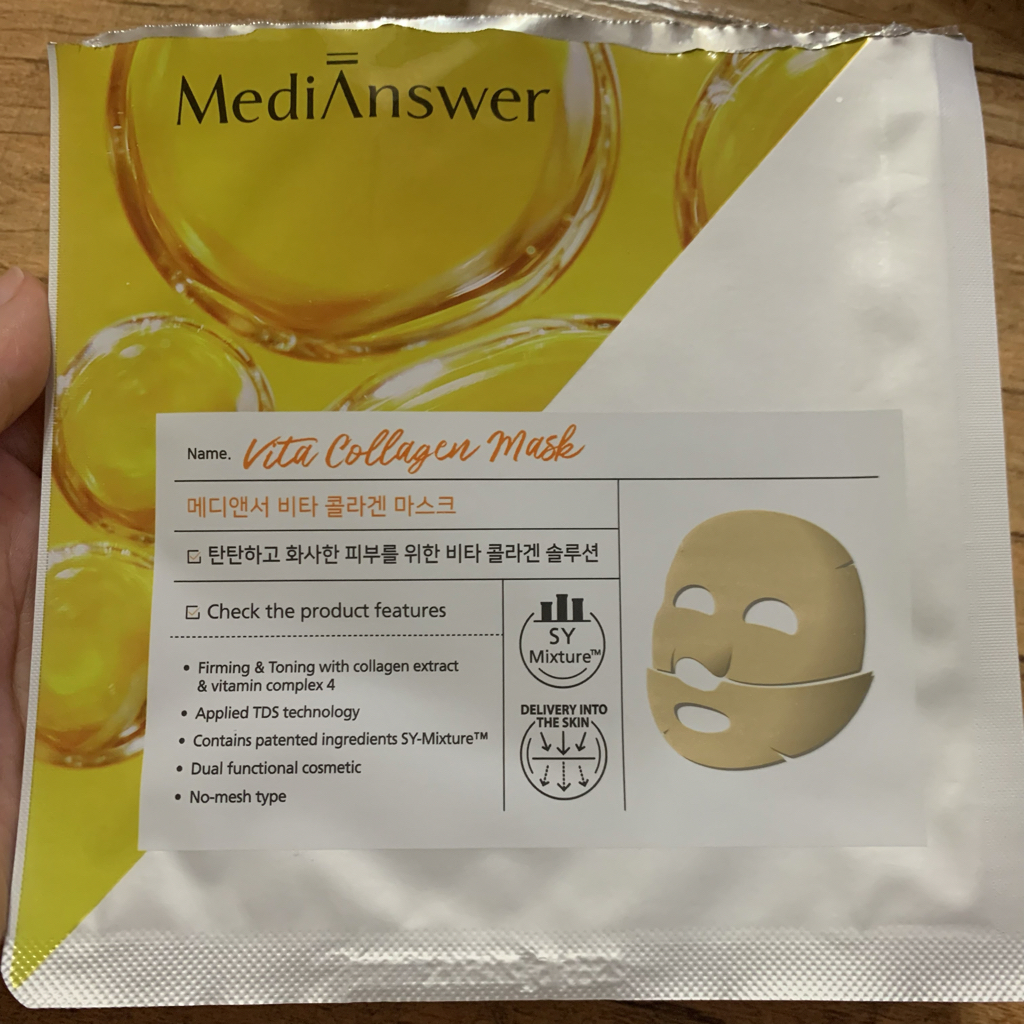 MediAnswer
Name. Vita Collagen Mask
메디앤서 비타 콜라겐 마스크
탄탄하고 화사한 피부를 위한 비타 콜라겐 솔루션
Check the product features
• Firming & Toning with collagen extract
& vitamin complex 4
• Applied TDS technology
• Contains patented ingredients SY-Mixture™
• Dual functional cosmetic
• No-mesh type
SY
Mixture™
DELIVERY INTO
THE SKIN